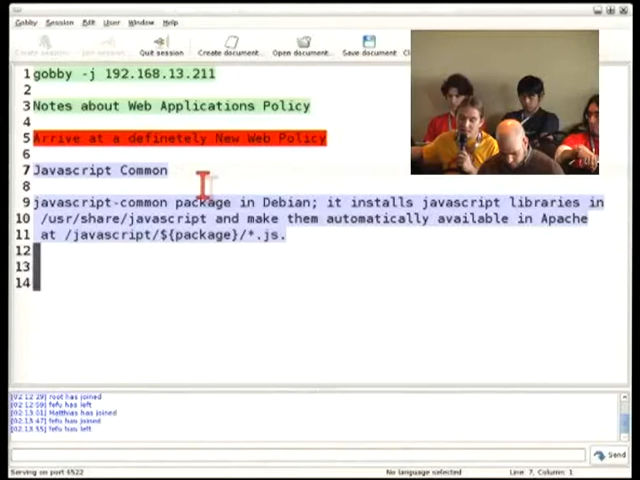 Gobby Session Edit User Window Help
Quit session Create document... Open document... Save document
1 gobby -j 192.168.13.211
2
3 Notes about Web Applications Policy
4
5 Arrive at a definetely New Web Policy
6
7 Javascript Common
8
9 javascript-common package in Debian; it installs javascript libraries in
10 /usr/share/javascript and make them automatically available in Apache
11 at /javascript/${package}/*.js.
12
13
14
[02:12:29] root has joined
[02:12:59] fefu has left
[02:13:01] Matthias has joined
[02:13:47] fefu has joined
[02:13:55] fefu has left
Send
Serving on port 6522 No language selected Line: 7, Column: 1